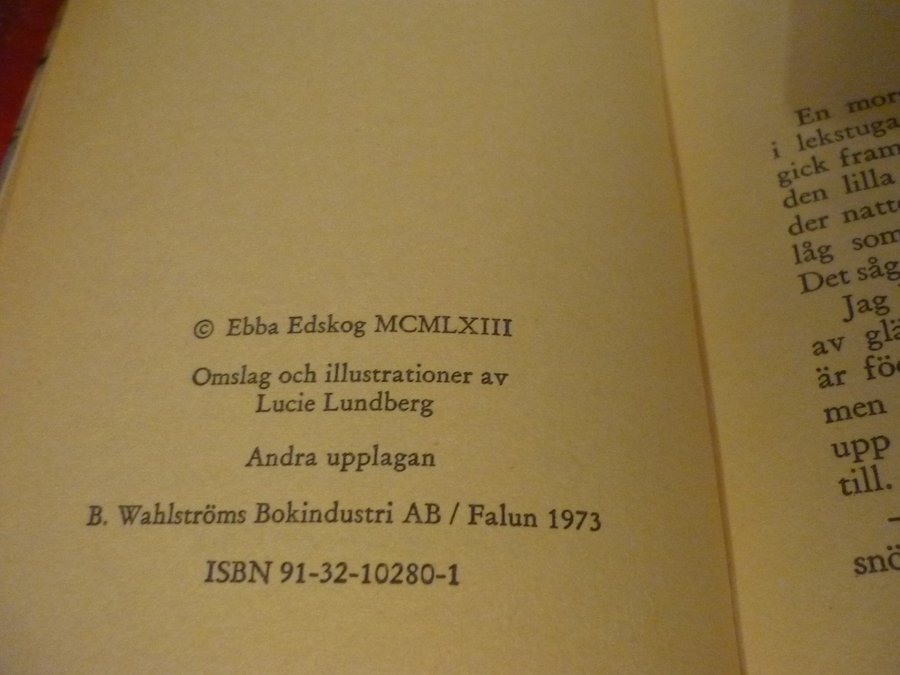 © Ebba Edskog MCMLXIII
Omslag och illustrationer av
Lucie Lundberg
Andra upplagan
B. Wahlströms Bokindustri AB / Falun 1973
ISBN 91-32-10280-1
En
i lekstuga
gick fram
den lilla
der
låg som
Det såg
Jag
av
är
men
upp
till.